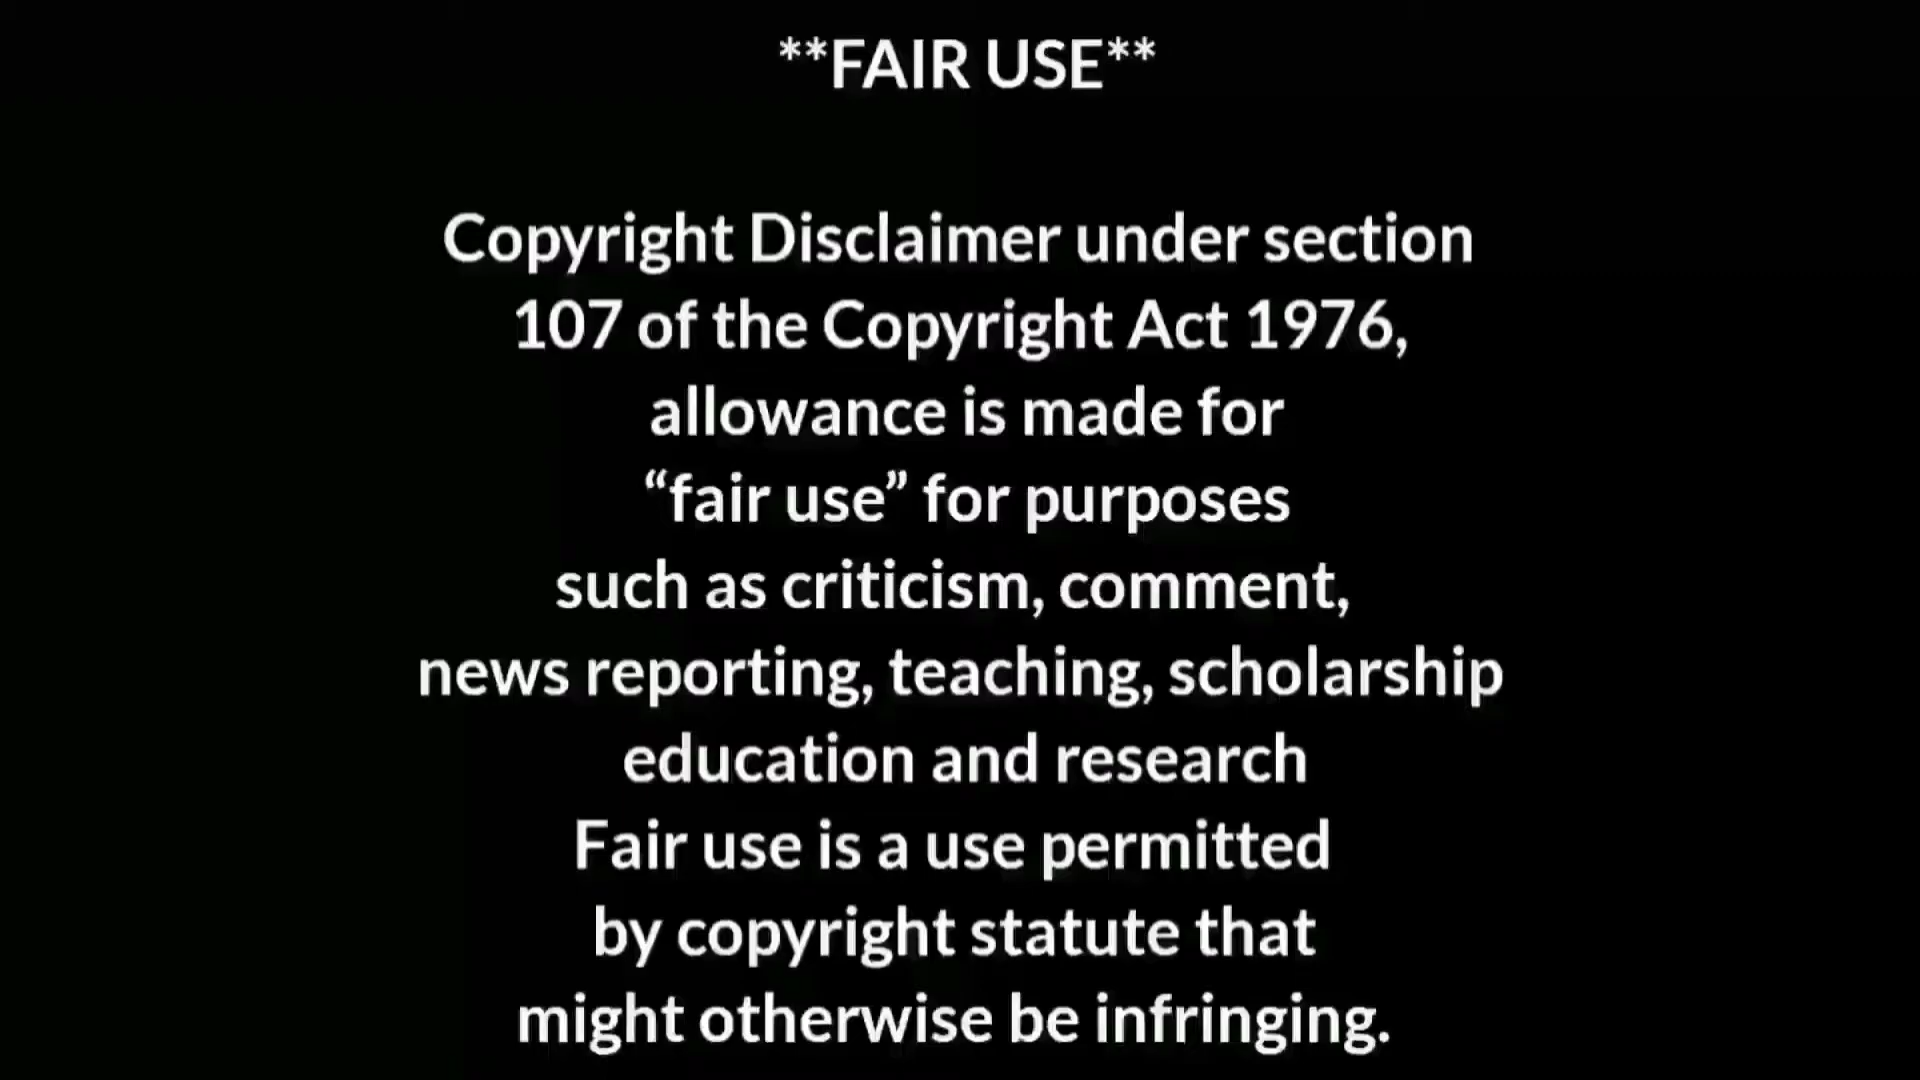 **FAIR USE**
Copyright Disclaimer under section
107 of the Copyright Act 1976,
allowance is made for
“fair use” for purposes
such as criticism, comment,
news reporting, teaching, scholarship
education and research
Fair use is a use permitted
by copyright statute that
might otherwise be infringing.